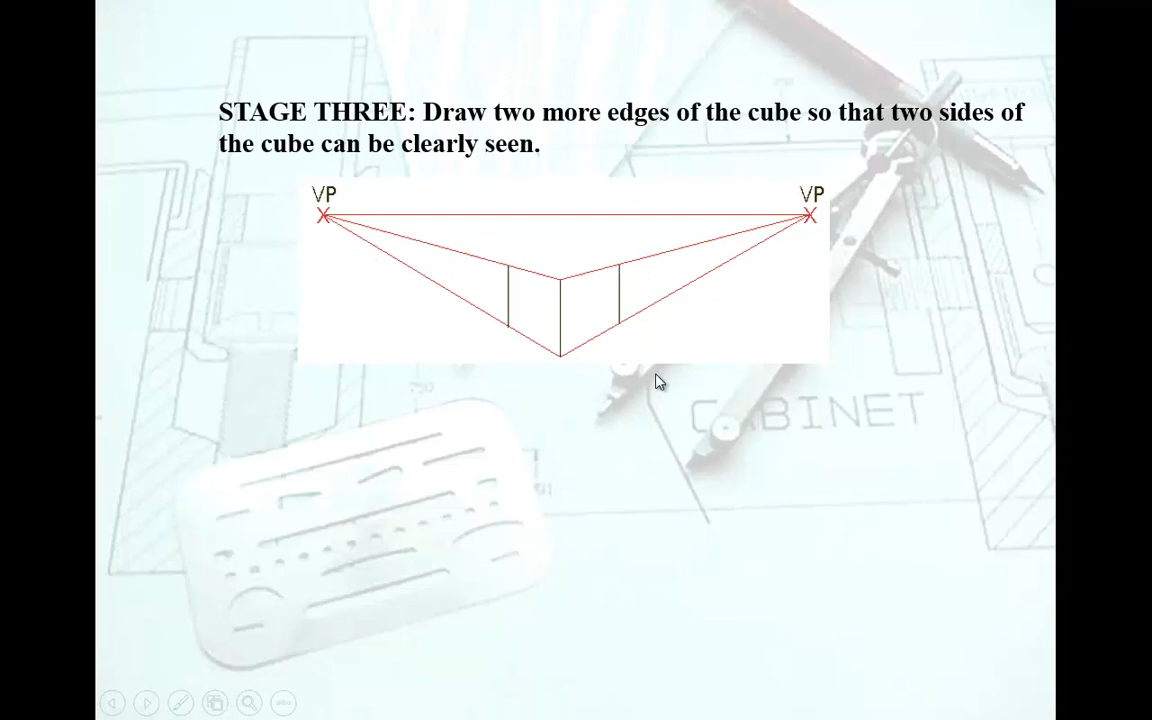 STAGE THREE: Draw two more edges of the cube so that two sides of
the cube can be clearly seen.
VP VP
X X
CABINET